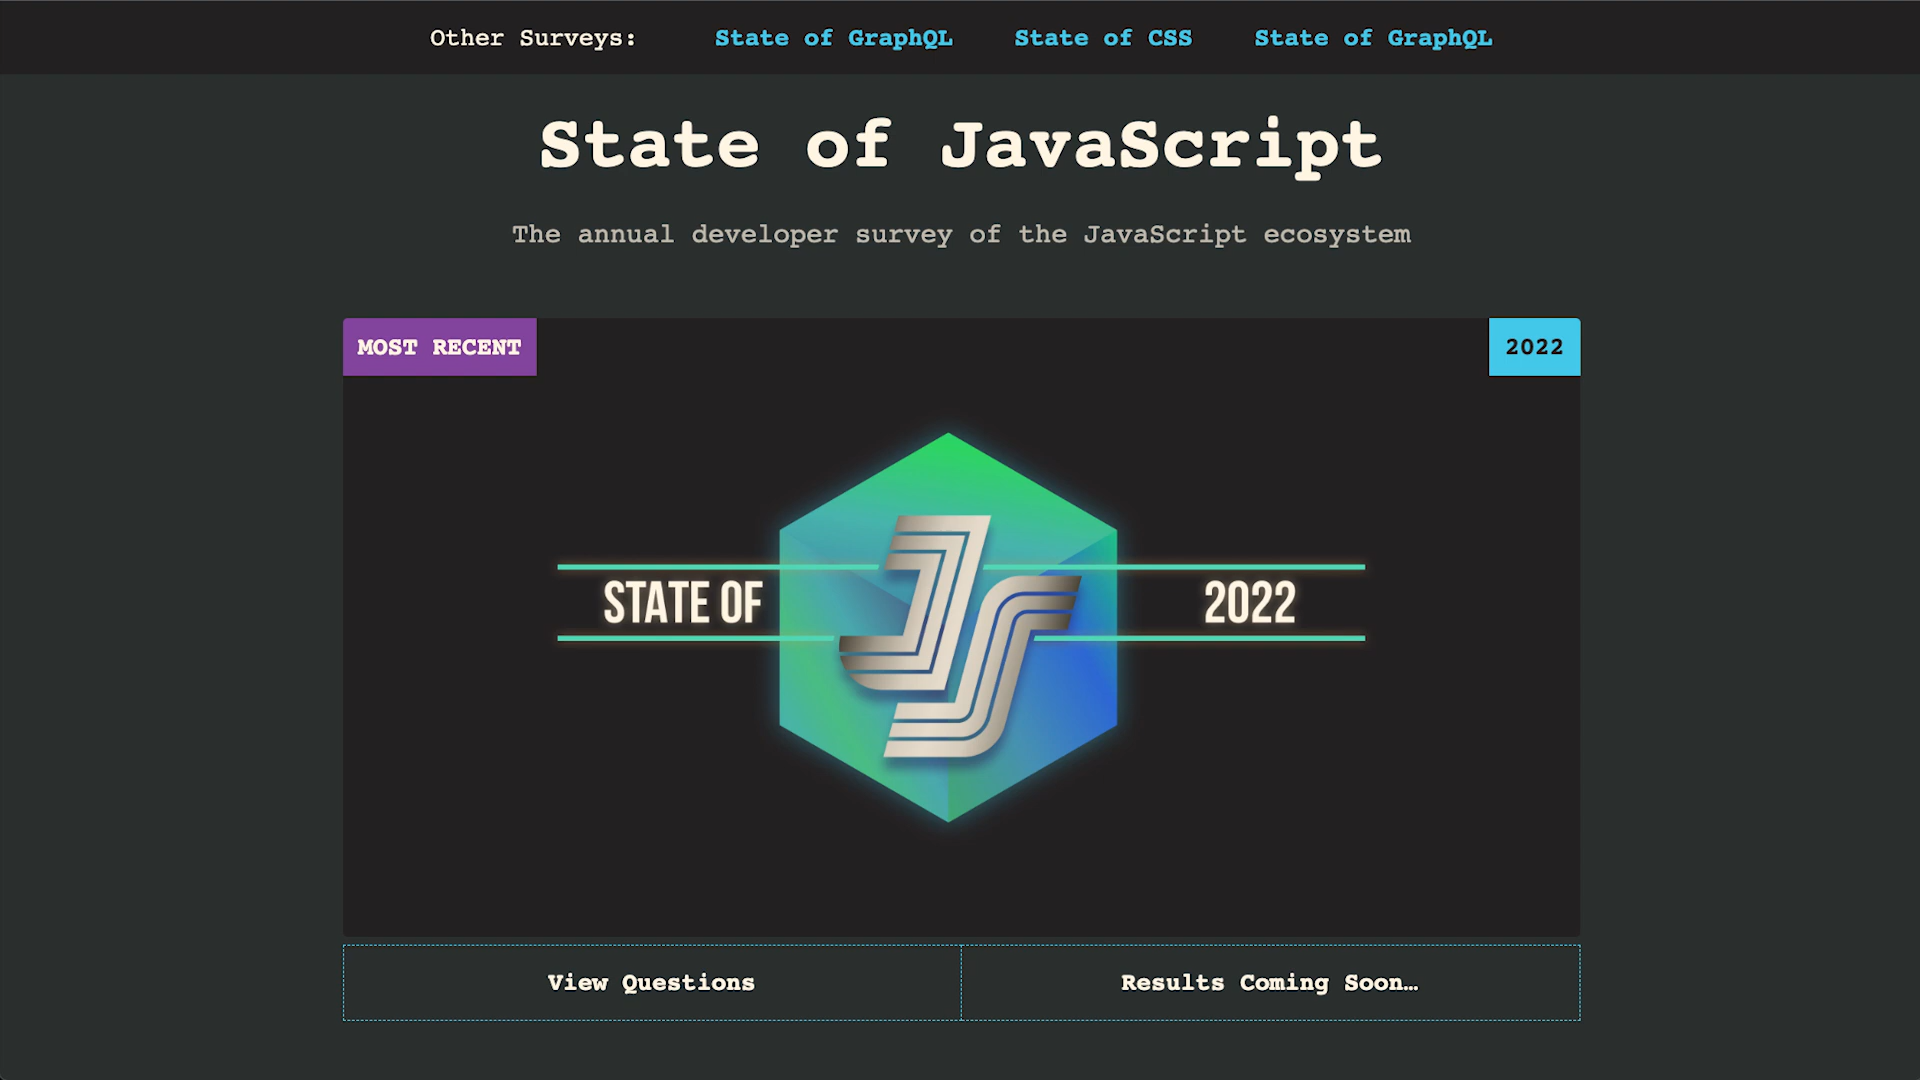 Other Surveys: State of GraphQL State of CSS State of GraphQL
State of JavaScript
The annual developer survey of the JavaScript ecosystem
MOST RECENT 2022
STATE OF JS 2022
View Questions Results Coming Soon…